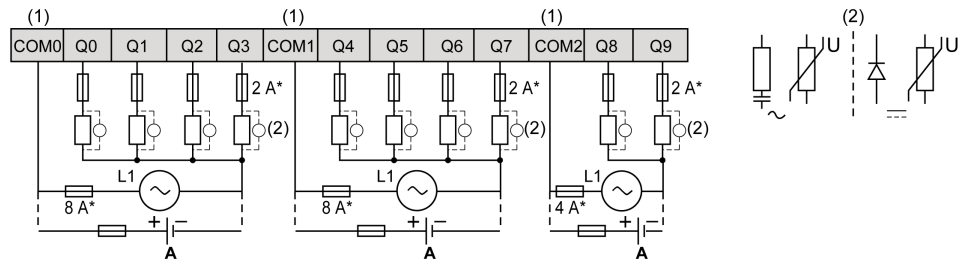 (1) (1) (1) (2)
COM0 Q0 Q1 Q2 Q3 COM1 Q4 Q5 Q6 Q7 COM2 Q8 Q9
U U
2 A* 2 A* 2 A*
(2) (2) (2)
L1 L1 L1
8 A* 8 A* 4 A*
+ − + − + −
A A A